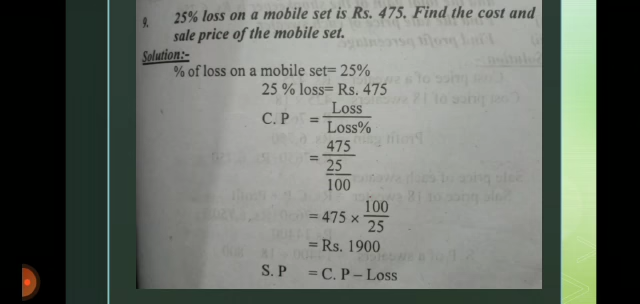 9. 25% loss on a mobile set is Rs. 475. Find the cost and
sale price of the mobile set.
Solution:-
% of loss on a mobile set= 25%
25 % loss= Rs. 475
C. P = Loss
Loss%
= 475
25
100
= 475 × 100
25
= Rs. 1900
S. P = C. P – Loss